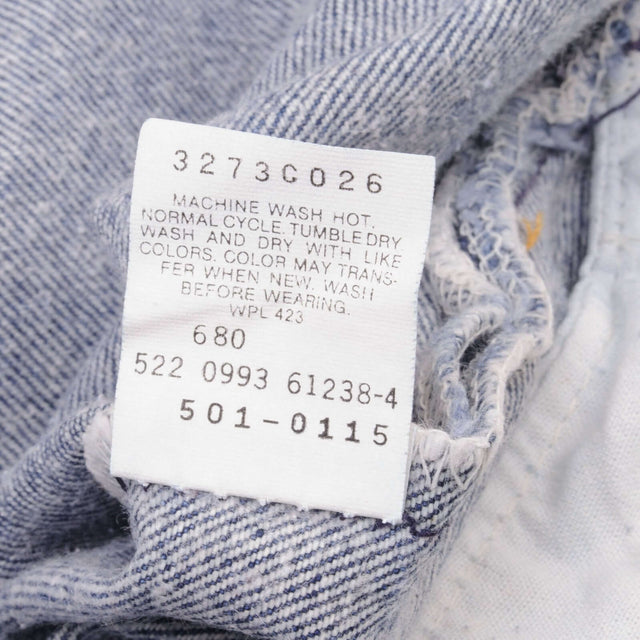 3273C026
MACHINE WASH HOT,
NORMAL CYCLE. TUMBLE DRY
WASH AND DRY WITH LIKE
COLORS. COLOR MAY TRANS-
FER WHEN NEW. WASH
BEFORE WEARING.
WPL 423
680
522 0993 61238-4
501-0115